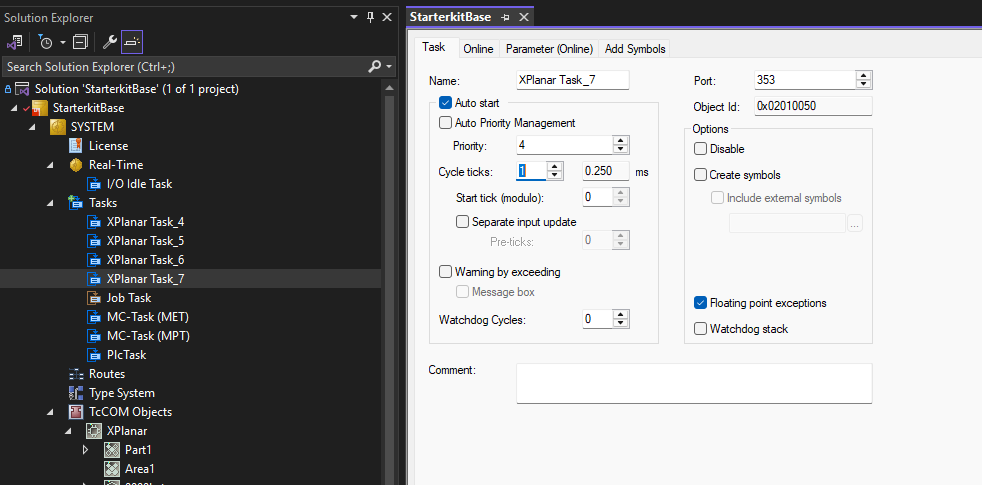 Solution Explorer
Search Solution Explorer (Ctrl+;)
Solution 'StarterkitBase' (1 of 1 project)
StarterkitBase
SYSTEM
License
Real-Time
I/O Idle Task
Tasks
XPlanar Task_4
XPlanar Task_5
XPlanar Task_6
XPlanar Task_7
Job Task
MC-Task (MET)
MC-Task (MPT)
PlcTask
Routes
Type System
TcCOM Objects
XPlanar
Part1
Area1
StarterkitBase
Task Online Parameter (Online) Add Symbols
Name: XPlanar Task_7 Port: 353
Auto start Object Id: 0x02010050
Auto Priority Management Options
Priority: 4 Disable
Cycle ticks: 1 0.250 ms Create symbols
Start tick (modulo): 0 Include external symbols
Separate input update ...
Pre-ticks: 0
Warning by exceeding
Message box Floating point exceptions
Watchdog Cycles: 0 Watchdog stack
Comment: